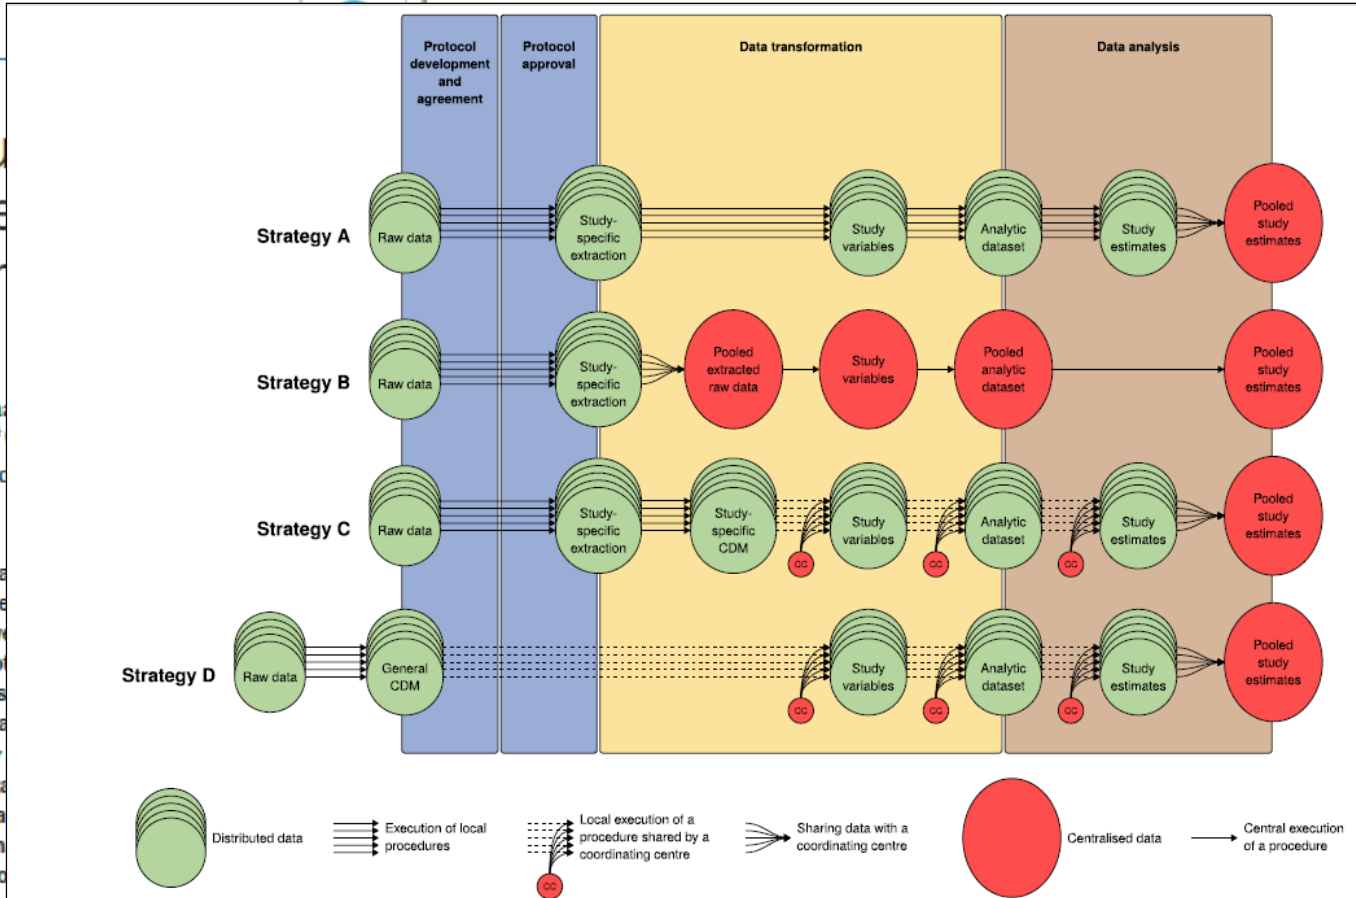 Protocol
development
and
agreement
Protocol
approval
Data transformation
Data analysis
Strategy A
Raw data
Study-
specific
extraction
Study
variables
Analytic
dataset
Study
estimates
Pooled
study
estimates
Strategy B
Raw data
Study-
specific
extraction
Pooled
extracted
raw data
Study
variables
Pooled
analytic
dataset
Pooled
study
estimates
Strategy C
Raw data
Study-
specific
extraction
Study-
specific
CDM
CC
Study
variables
CC
Analytic
dataset
CC
Study
estimates
Pooled
study
estimates
Strategy D
Raw data
General
CDM
CC
Study
variables
CC
Analytic
dataset
CC
Study
estimates
Pooled
study
estimates
Distributed data
Execution of local
procedures
CC
Local execution of a
procedure shared by a
coordinating centre
Sharing data with a
coordinating centre
Centralised data
Central execution
of a procedure